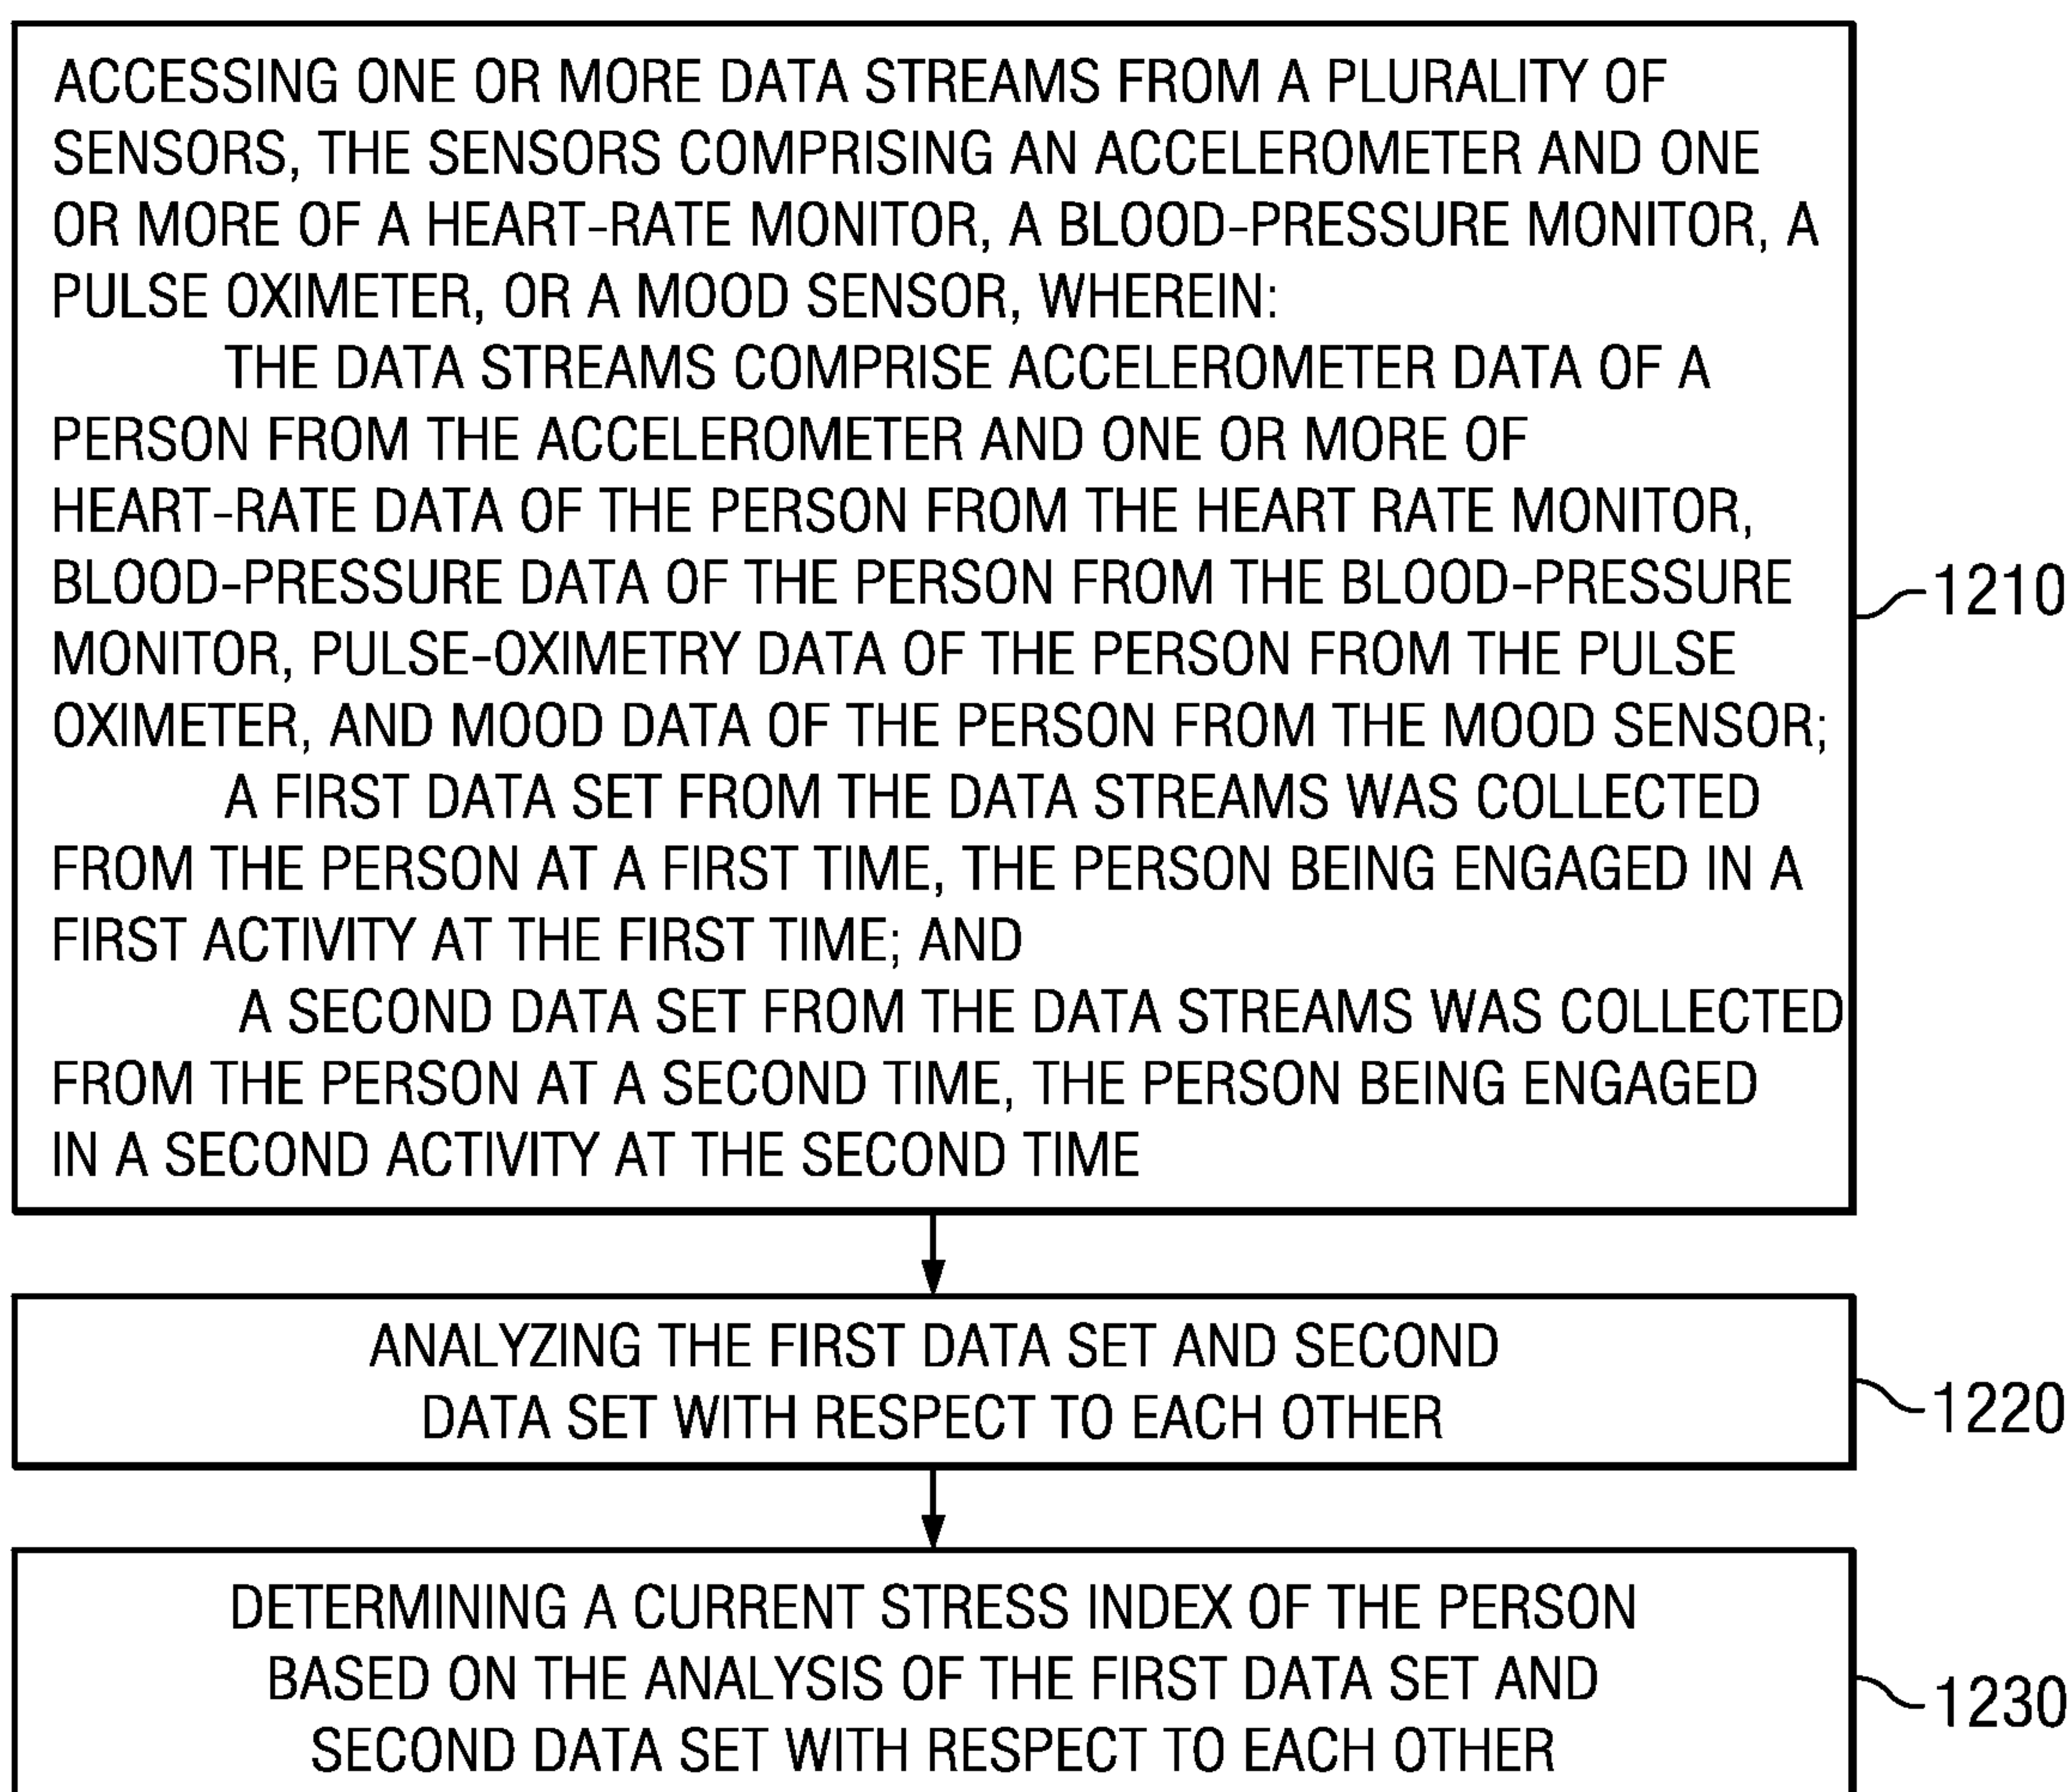 ACCESSING ONE OR MORE DATA STREAMS FROM A PLURALITY OF
SENSORS, THE SENSORS COMPRISING AN ACCELEROMETER AND ONE
OR MORE OF A HEART-RATE MONITOR, A BLOOD-PRESSURE MONITOR, A
PULSE OXIMETER, OR A MOOD SENSOR, WHEREIN:
THE DATA STREAMS COMPRISE ACCELEROMETER DATA OF A
PERSON FROM THE ACCELEROMETER AND ONE OR MORE OF
HEART-RATE DATA OF THE PERSON FROM THE HEART RATE MONITOR,
BLOOD-PRESSURE DATA OF THE PERSON FROM THE BLOOD-PRESSURE
MONITOR, PULSE-OXIMETRY DATA OF THE PERSON FROM THE PULSE
OXIMETER, AND MOOD DATA OF THE PERSON FROM THE MOOD SENSOR;
A FIRST DATA SET FROM THE DATA STREAMS WAS COLLECTED
FROM THE PERSON AT A FIRST TIME, THE PERSON BEING ENGAGED IN A
FIRST ACTIVITY AT THE FIRST TIME; AND
A SECOND DATA SET FROM THE DATA STREAMS WAS COLLECTED
FROM THE PERSON AT A SECOND TIME, THE PERSON BEING ENGAGED
IN A SECOND ACTIVITY AT THE SECOND TIME
1210
ANALYZING THE FIRST DATA SET AND SECOND
DATA SET WITH RESPECT TO EACH OTHER
1220
DETERMINING A CURRENT STRESS INDEX OF THE PERSON
BASED ON THE ANALYSIS OF THE FIRST DATA SET AND
SECOND DATA SET WITH RESPECT TO EACH OTHER
1230